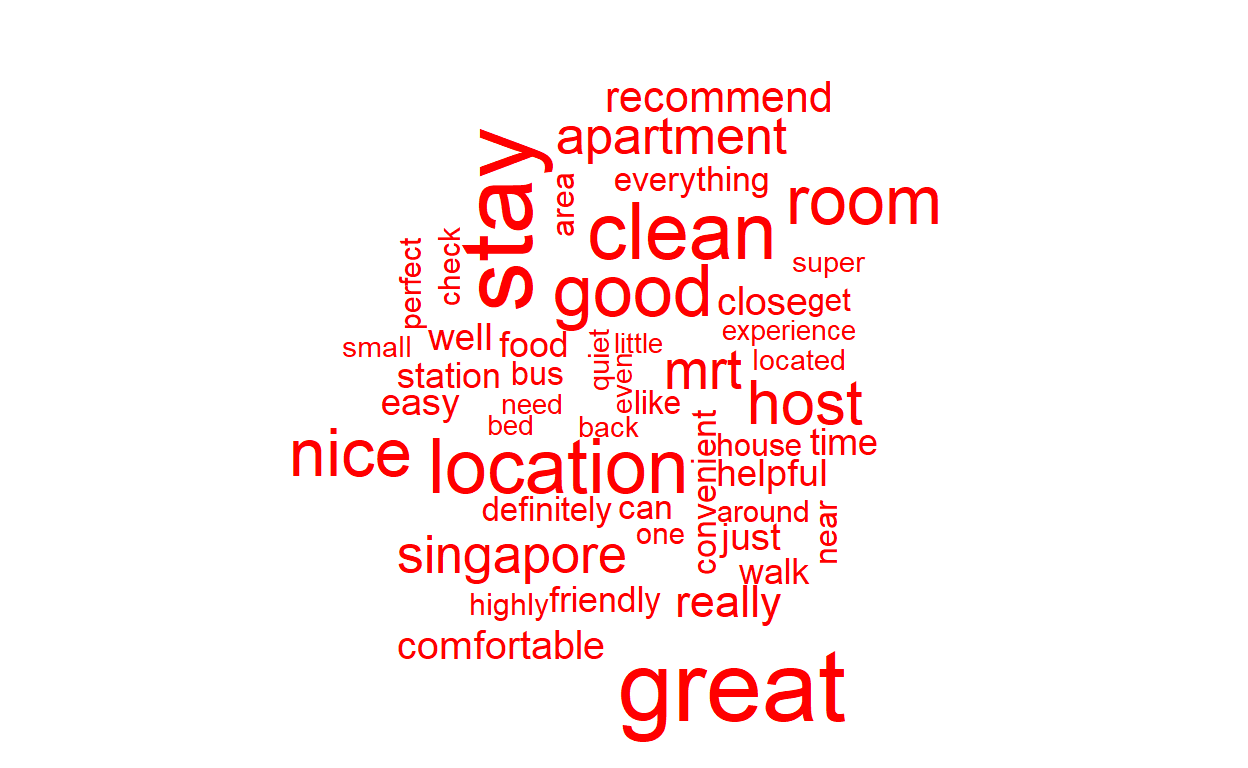 recommend
apartment
everything
area
stay
room
clean
check
perfect
super
good
close
get
experience
well
food
little
small
quiet
located
mrt
station
bus
even
like
easy
need
host
bed
back
nice
location
convenient
house
time
helpful
definitely
can
around
near
one
just
singapore
walk
highly
friendly
really
comfortable
great